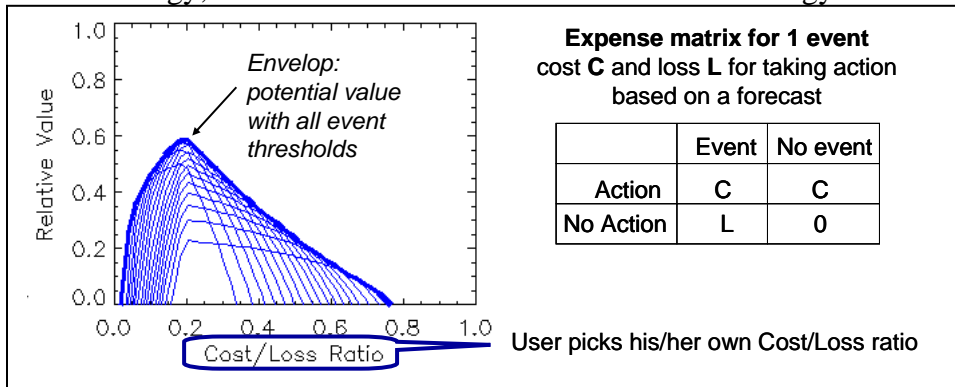 1.0
0.8
0.6
0.4
0.2
0.0
Relative Value
0.0 0.2 0.4 0.6 0.8 1.0
Cost/Loss Ratio
Envelop:
potential value
with all event
thresholds
Expense matrix for 1 event
cost C and loss L for taking action
based on a forecast
Event No event
Action C C
No Action L 0
User picks his/her own Cost/Loss ratio